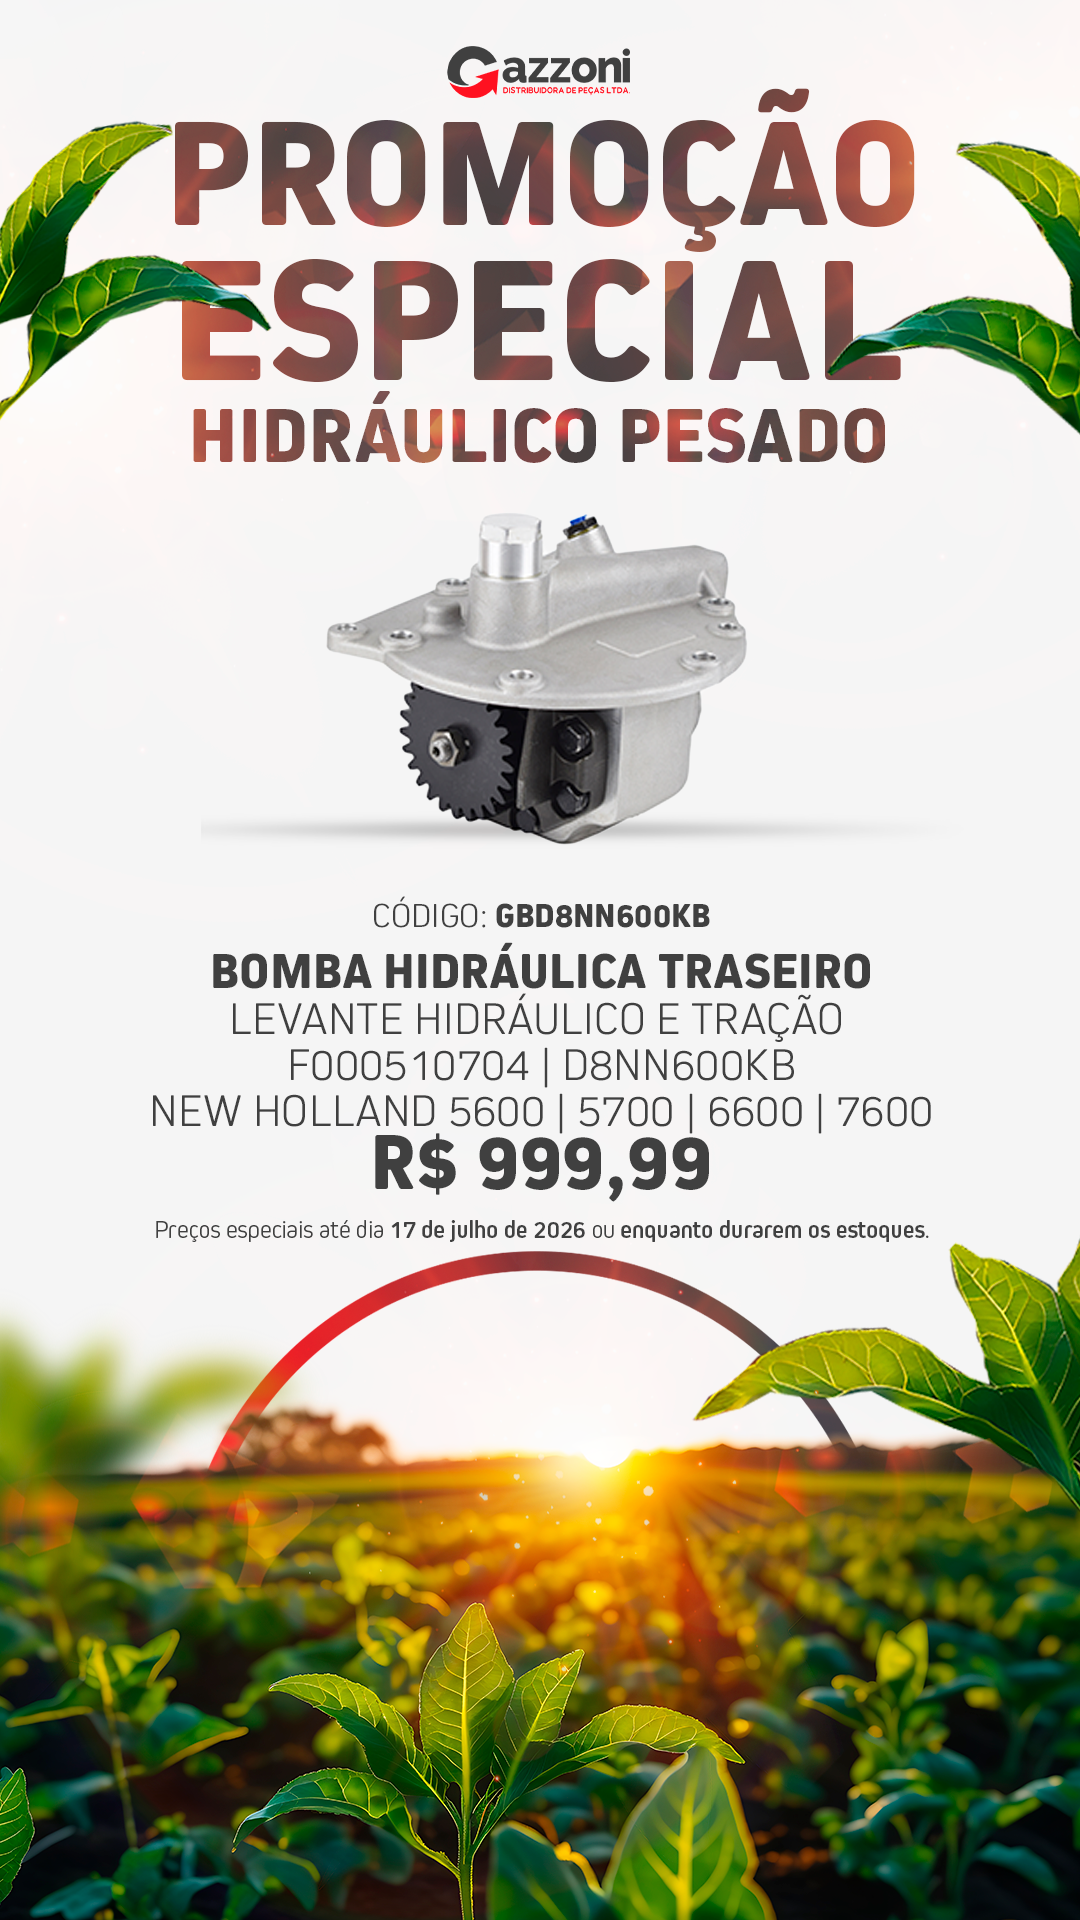 Gazzoni
DISTRIBUIDORA DE PEÇAS LTDA.
PROMOÇÃO
ESPECIAL
HIDRÁULICO PESADO
CÓDIGO: GBD8NN600KB
BOMBA HIDRÁULICA TRASEIRO
LEVANTE HIDRÁULICO E TRAÇÃO
F000510704 | D8NN600KB
NEW HOLLAND 5600 | 5700 | 6600 | 7600
R$ 999,99
Preços especiais até dia 17 de julho de 2026 ou enquanto durarem os estoques.